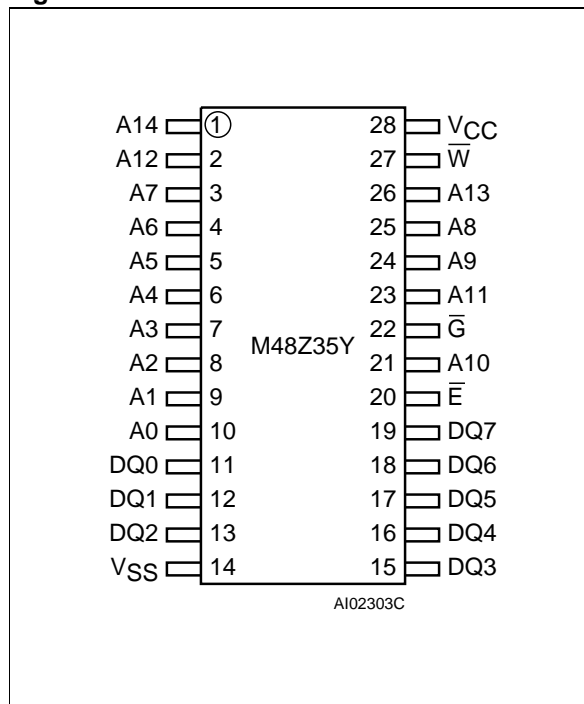 A14 1 28 VCC
A12 2 27 W̅
A7 3 26 A13
A6 4 25 A8
A5 5 24 A9
A4 6 23 A11
A3 7 22 G̅
M48Z35Y
A2 8 21 A10
A1 9 20 E̅
A0 10 19 DQ7
DQ0 11 18 DQ6
DQ1 12 17 DQ5
DQ2 13 16 DQ4
VSS 14 15 DQ3
AI02303C